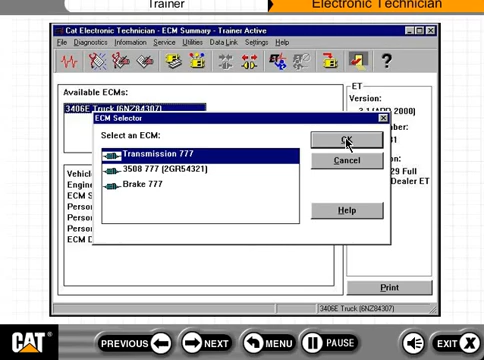 Trainer
Electronic Technician
Cat Electronic Technician - ECM Summary - Trainer Active
File Diagnostics Information Service Utilities Data Link Settings Help
Available ECMs:
3406E Truck (6NZ84307)
ET
Version:
ECM Selector
Select an ECM:
OK
Transmission 777
3508 777 (2GR54321)
Brake 777
Cancel
Help
29 Full
Dealer ET
Vehicle
Engine
ECM S
Person
Person
Person
ECM D
Print
3406E Truck (6NZ84307)
CAT
PREVIOUS
NEXT
MENU
PAUSE
EXIT